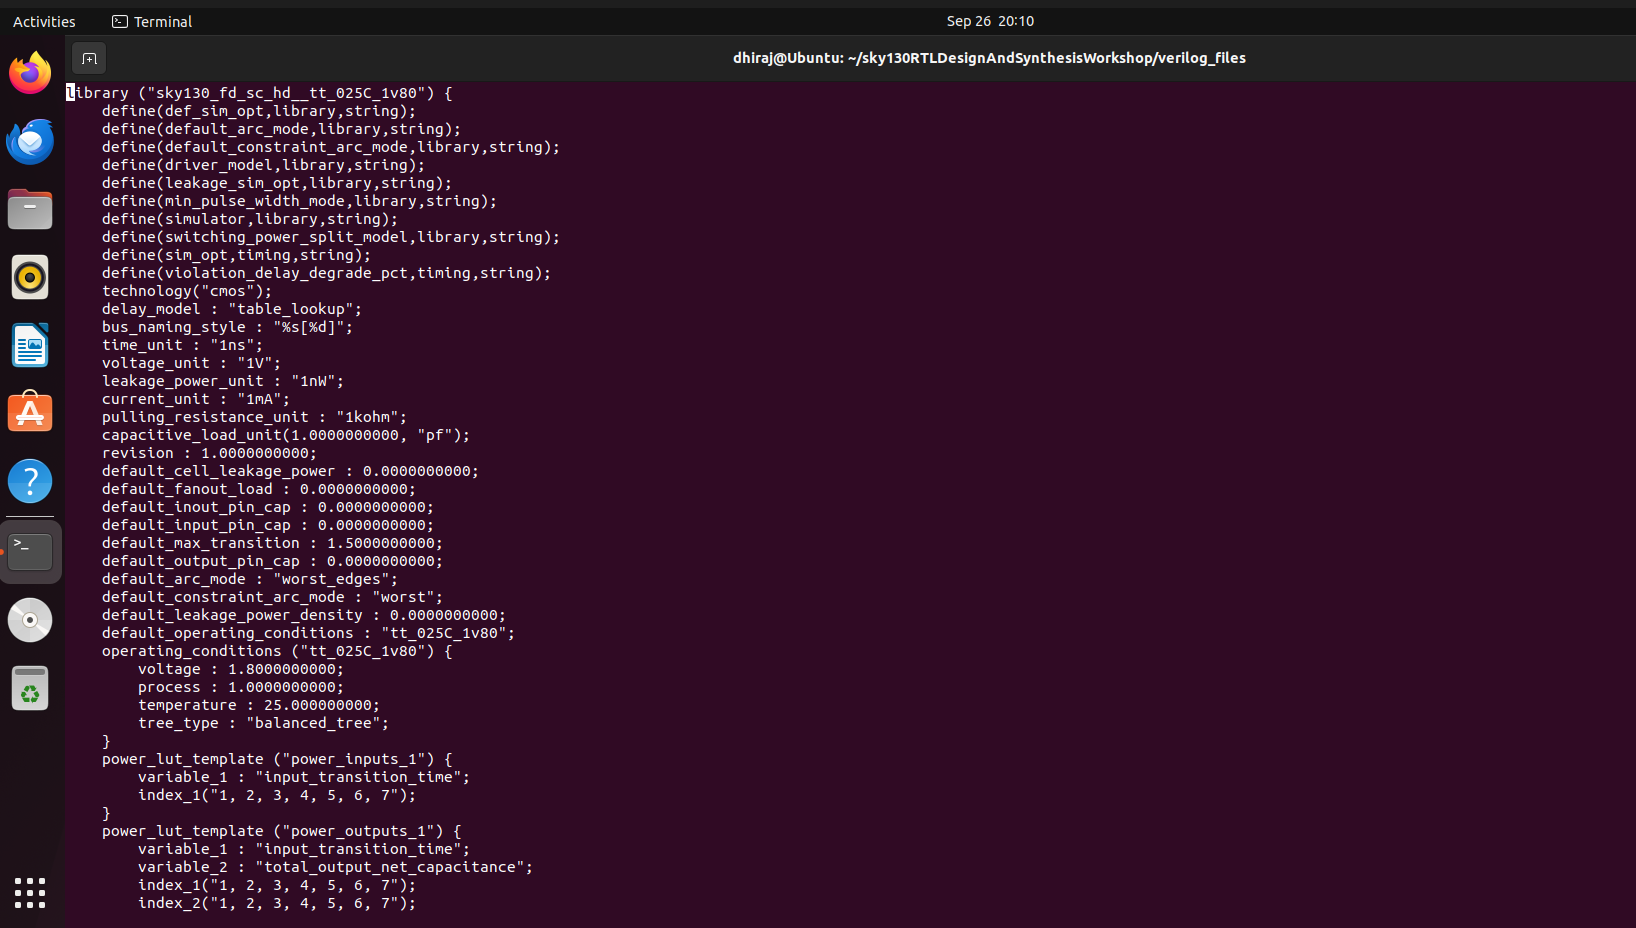 Activities
Terminal
Sep 26 20:10
dhiraj@Ubuntu: ~/sky130RTLDesignAndSynthesisWorkshop/verilog_files
library ("sky130_fd_sc_hd__tt_025C_1v80") {
    define(def_sim_opt,library,string);
    define(default_arc_mode,library,string);
    define(default_constraint_arc_mode,library,string);
    define(driver_model,library,string);
    define(leakage_sim_opt,library,string);
    define(min_pulse_width_mode,library,string);
    define(simulator,library,string);
    define(switching_power_split_model,library,string);
    define(sim_opt,timing,string);
    define(violation_delay_degrade_pct,timing,string);
    technology("cmos");
    delay_model : "table_lookup";
    bus_naming_style : "%s[%d]";
    time_unit : "1ns";
    voltage_unit : "1V";
    leakage_power_unit : "1nW";
    current_unit : "1mA";
    pulling_resistance_unit : "1kohm";
    capacitive_load_unit(1.0000000000, "pf");
    revision : 1.0000000000;
    default_cell_leakage_power : 0.0000000000;
    default_fanout_load : 0.0000000000;
    default_inout_pin_cap : 0.0000000000;
    default_input_pin_cap : 0.0000000000;
    default_max_transition : 1.5000000000;
    default_output_pin_cap : 0.0000000000;
    default_arc_mode : "worst_edges";
    default_constraint_arc_mode : "worst";
    default_leakage_power_density : 0.0000000000;
    default_operating_conditions : "tt_025C_1v80";
    operating_conditions ("tt_025C_1v80") {
        voltage : 1.8000000000;
        process : 1.0000000000;
        temperature : 25.000000000;
        tree_type : "balanced_tree";
    }
    power_lut_template ("power_inputs_1") {
        variable_1 : "input_transition_time";
        index_1("1, 2, 3, 4, 5, 6, 7");
    }
    power_lut_template ("power_outputs_1") {
        variable_1 : "input_transition_time";
        variable_2 : "total_output_net_capacitance";
        index_1("1, 2, 3, 4, 5, 6, 7");
        index_2("1, 2, 3, 4, 5, 6, 7");